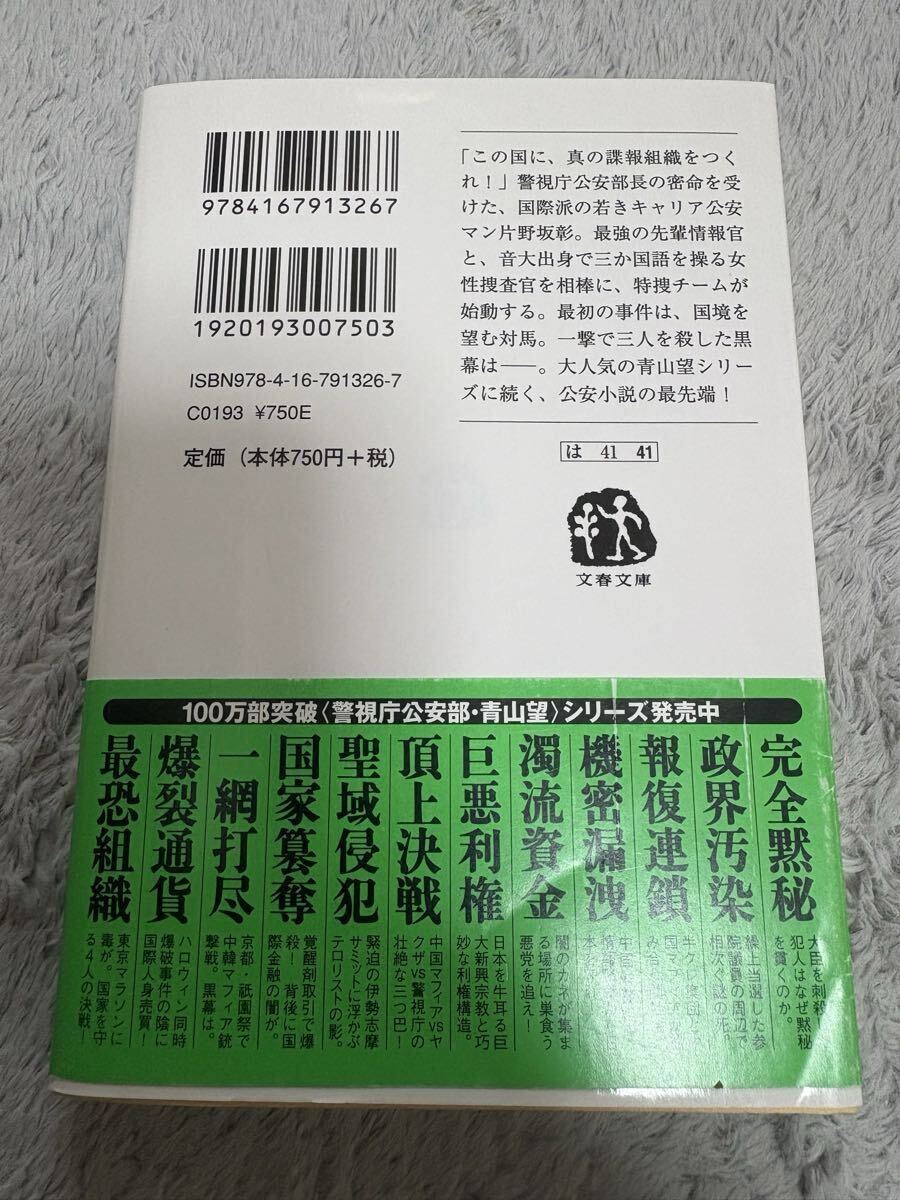 9784167913267
1920193007503
ISBN978-4-16-791326-7
C0193 ¥750E
定価（本体750円＋税）
「この国に、真の諜報組織をつく
れ！」警視庁公安部長の密命を受
けた、国際派の若きキャリア公安
マン片野坂彰。最強の先輩情報官
と、音大出身で三か国語を操る女
性捜査官を相棒に、特捜チームが
始動する。最初の事件は、国境を
望む対馬。一撃で三人を殺した黒
幕は――。大人気の青山望シリー
ズに続く、公安小説の最先端！
は 41 41
文春文庫
100万部突破〈警視庁公安部・青山望〉シリーズ発売中
完全黙秘
大臣を刺殺！
犯人はなぜ黙秘
を貫くのか。
政界汚染
繰上当選した参
院議員の周辺で
相次ぐ謎の死。
報復連鎖
機密漏洩
濁流資金
闇のカネが集ま
る場所に巣食う
悪党を追え！
巨悪利権
日本を牛耳る巨
大新興宗教と巧
妙な利権構造。
頂上決戦
中国マフィアvsヤ
クザvs警視庁の
壮絶な三つ巴！
聖域侵犯
緊迫の伊勢志摩
サミットに浮かぶ
テロリストの影。
国家簒奪
覚醒剤取引で爆
殺！ 背後に国
際金融の闇が。
一網打尽
京都・祇園祭で
中韓マフィア銃
撃戦。黒幕は。
爆裂通貨
ハロウィン同時
爆破事件の陰に
国際人身売買！
最恐組織
東京マラソンに
毒が。国家を守
る4人の決戦！